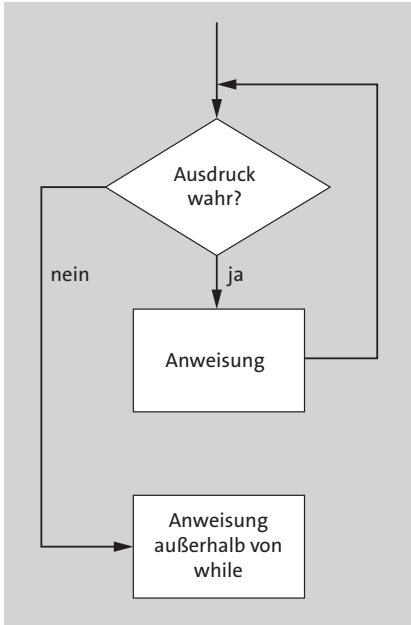 Ausdruck
wahr?
nein
ja
Anweisung
Anweisung
außerhalb von
while